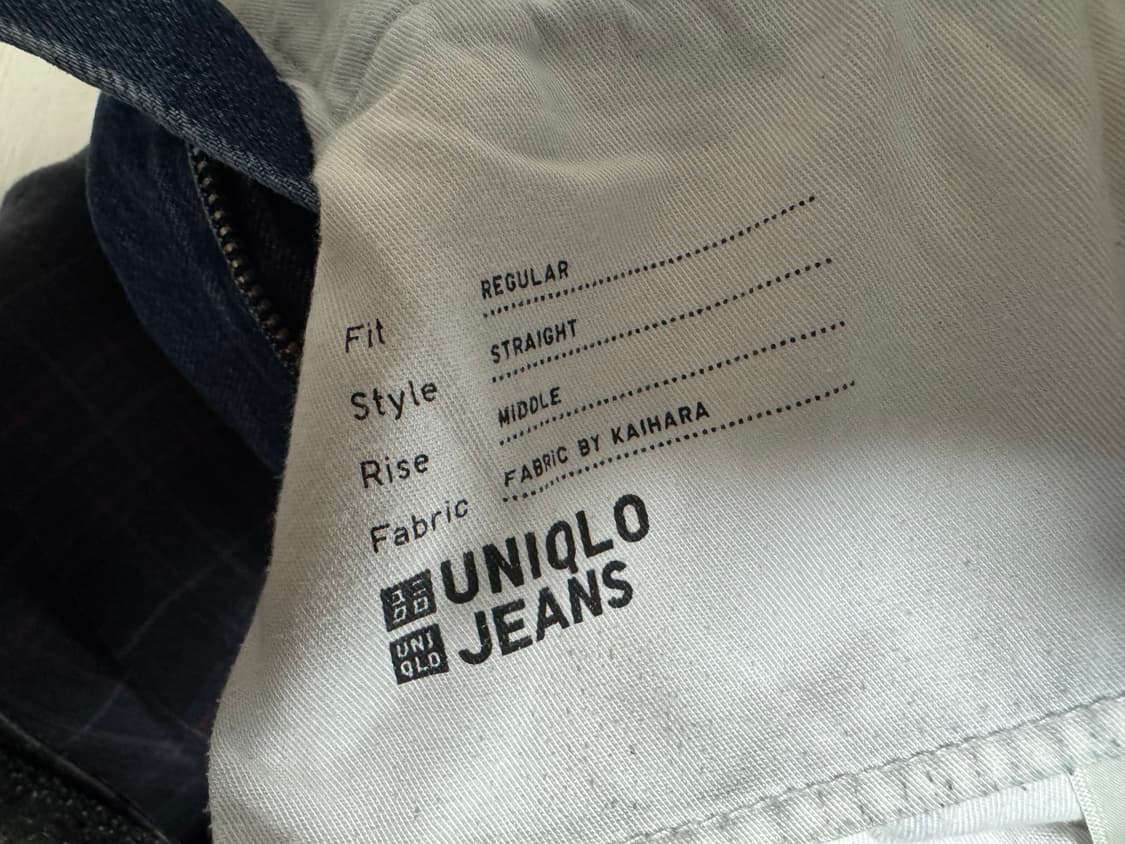 Fit REGULAR
Style STRAIGHT
Rise MIDDLE
Fabric FABRIC BY KAIHARA
ユニクロ UNIQLO
UNIQLO JEANS